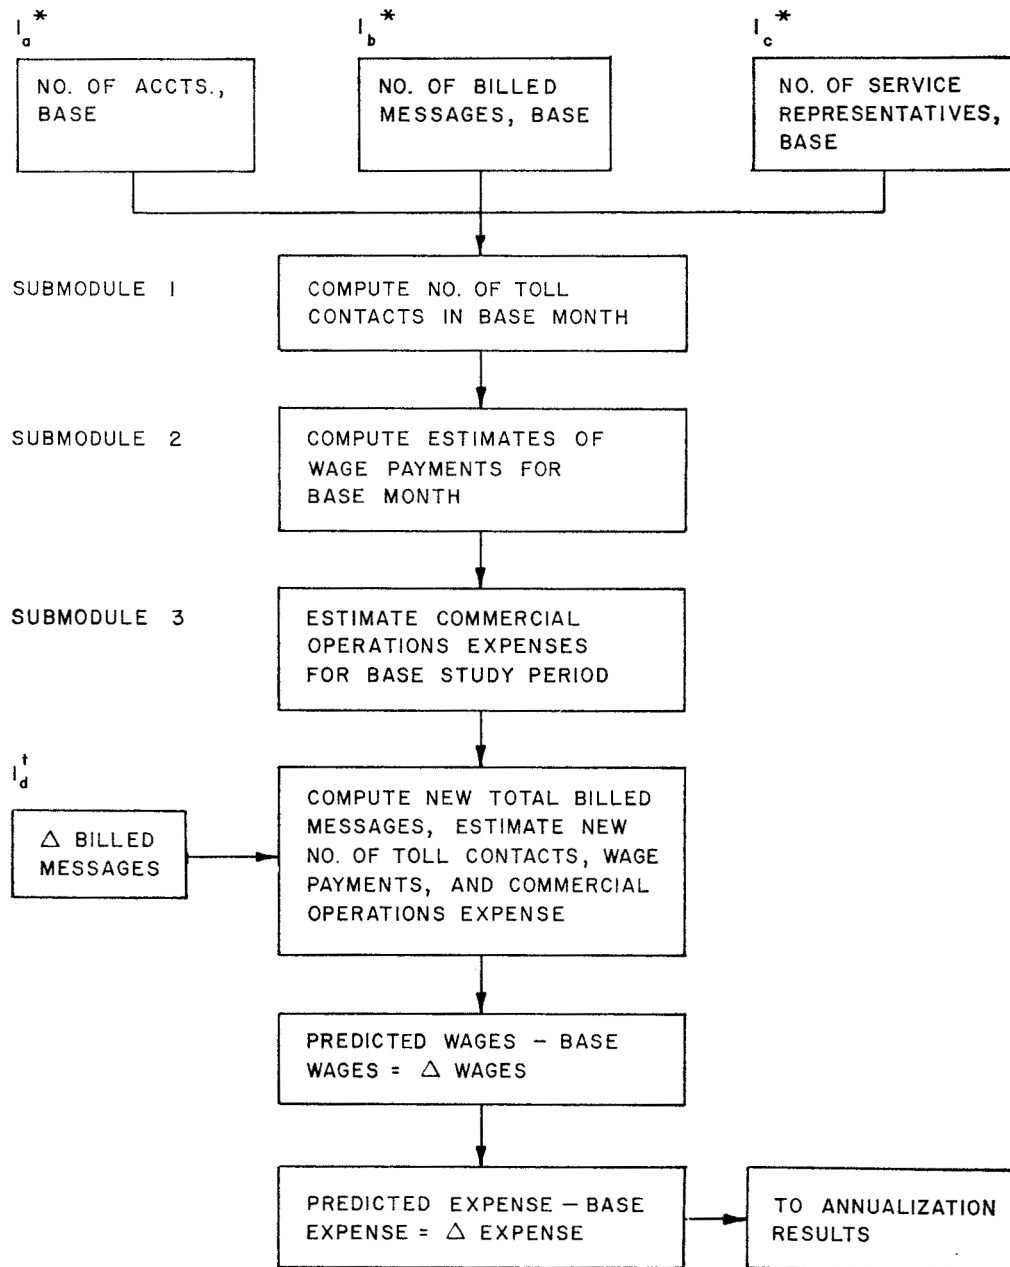 I_a^*
I_b^*
I_c^*
NO. OF ACCTS.,
BASE
NO. OF BILLED
MESSAGES, BASE
NO. OF SERVICE
REPRESENTATIVES,
BASE
SUBMODULE 1
COMPUTE NO. OF TOLL
CONTACTS IN BASE MONTH
SUBMODULE 2
COMPUTE ESTIMATES OF
WAGE PAYMENTS FOR
BASE MONTH
SUBMODULE 3
ESTIMATE COMMERCIAL
OPERATIONS EXPENSES
FOR BASE STUDY PERIOD
I_d^†
△ BILLED
MESSAGES
COMPUTE NEW TOTAL BILLED
MESSAGES, ESTIMATE NEW
NO. OF TOLL CONTACTS, WAGE
PAYMENTS, AND COMMERCIAL
OPERATIONS EXPENSE
PREDICTED WAGES – BASE
WAGES = △ WAGES
PREDICTED EXPENSE – BASE
EXPENSE = △ EXPENSE
TO ANNUALIZATION
RESULTS